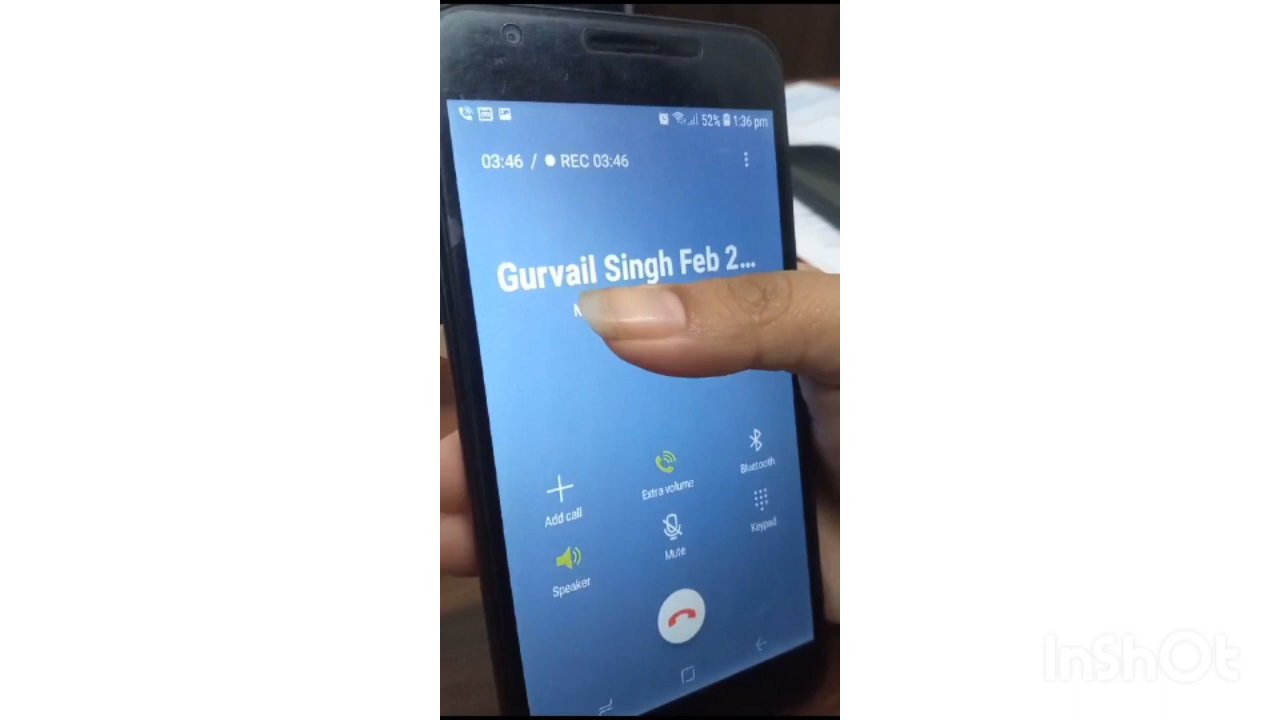 52% 1:36 pm
03:46 / REC 03:46
Gurvail Singh Feb 2...
Add call
Extra volume
Bluetooth
Speaker
Mute
Keypad
InShOt